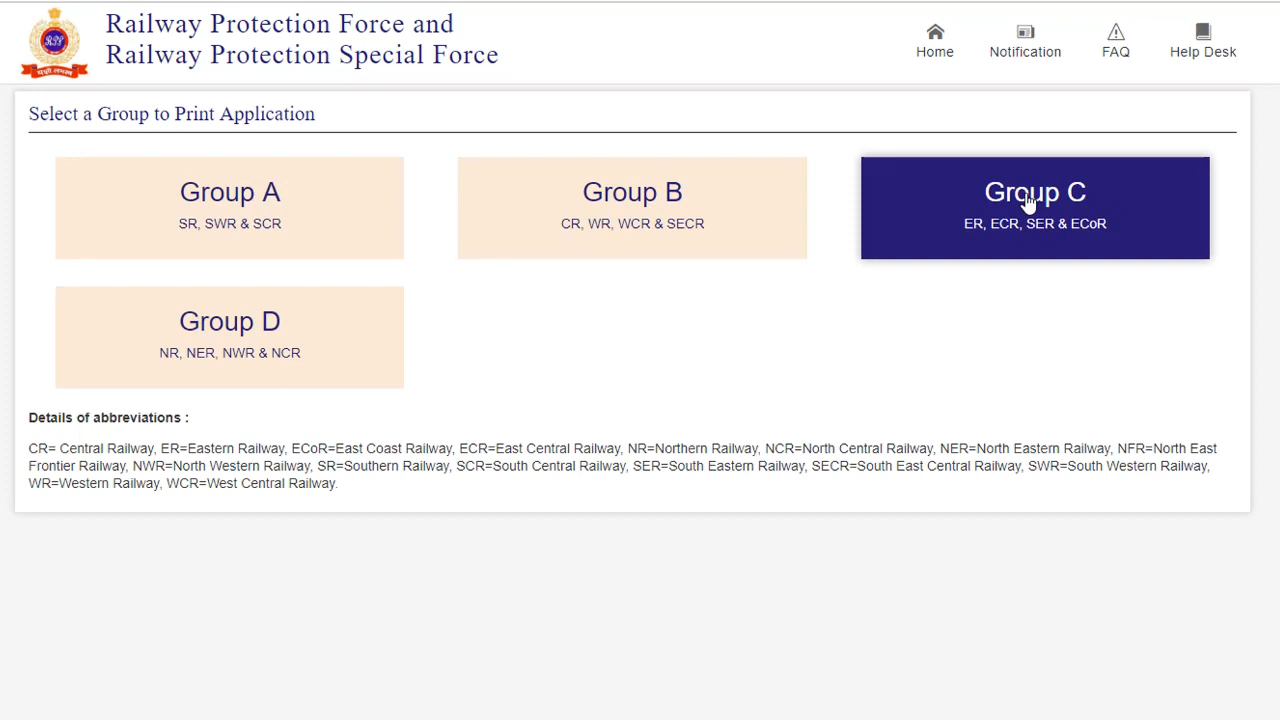 Railway Protection Force and
Railway Protection Special Force
Home
Notification
FAQ
Help Desk
Select a Group to Print Application
Group A
SR, SWR & SCR
Group B
CR, WR, WCR & SECR
Group C
ER, ECR, SER & ECoR
Group D
NR, NER, NWR & NCR
Details of abbreviations :
CR= Central Railway, ER=Eastern Railway, ECoR=East Coast Railway, ECR=East Central Railway, NR=Northern Railway, NCR=North Central Railway, NER=North Eastern Railway, NFR=North East
Frontier Railway, NWR=North Western Railway, SR=Southern Railway, SCR=South Central Railway, SER=South Eastern Railway, SECR=South East Central Railway, SWR=South Western Railway,
WR=Western Railway, WCR=West Central Railway.